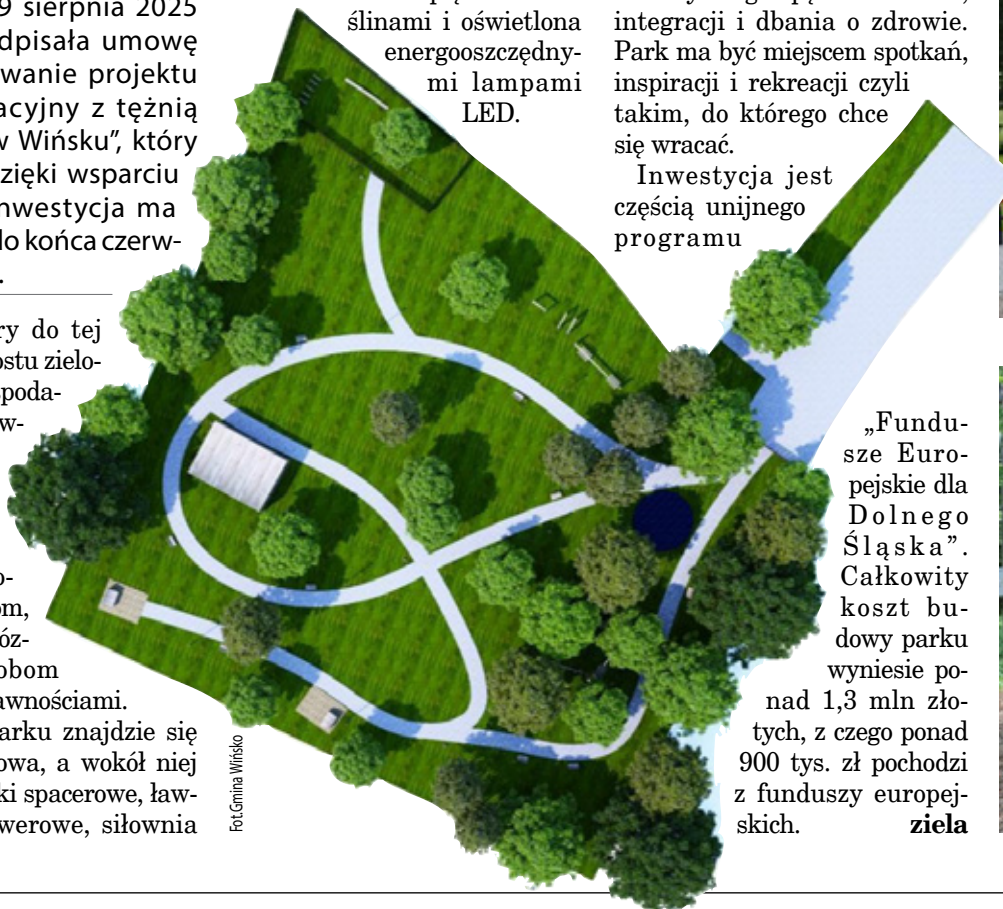 9 sierpnia 2025
dpisała umowę
wanie projektu
acyjny z tężnią
w Wińsku”, który
zięki wsparciu
nwestycja ma
do końca czerw-
ry do tej
ostu zielo-
spoda-
w-
o-
om,
óz-
obom
awnościami.
arku znajdzie się
owa, a wokół niej
ki spacerowe, ław-
werowe, siłownia
ślinami i oświetlona
energooszczędny-
mi lampami
LED.
integracji i dbania o zdrowie.
Park ma być miejscem spotkań,
inspiracji i rekreacji czyli
takim, do którego chce
się wracać.
Inwestycja jest
częścią unijnego
programu
„Fundu-
sze Euro-
pejskie dla
Dolnego
Śląska”.
Całkowity
koszt bu-
dowy parku
wyniesie po-
nad 1,3 mln zło-
tych, z czego ponad
900 tys. zł pochodzi
z funduszy europej-
skich. ziela
Fot.Gmina Wińsko